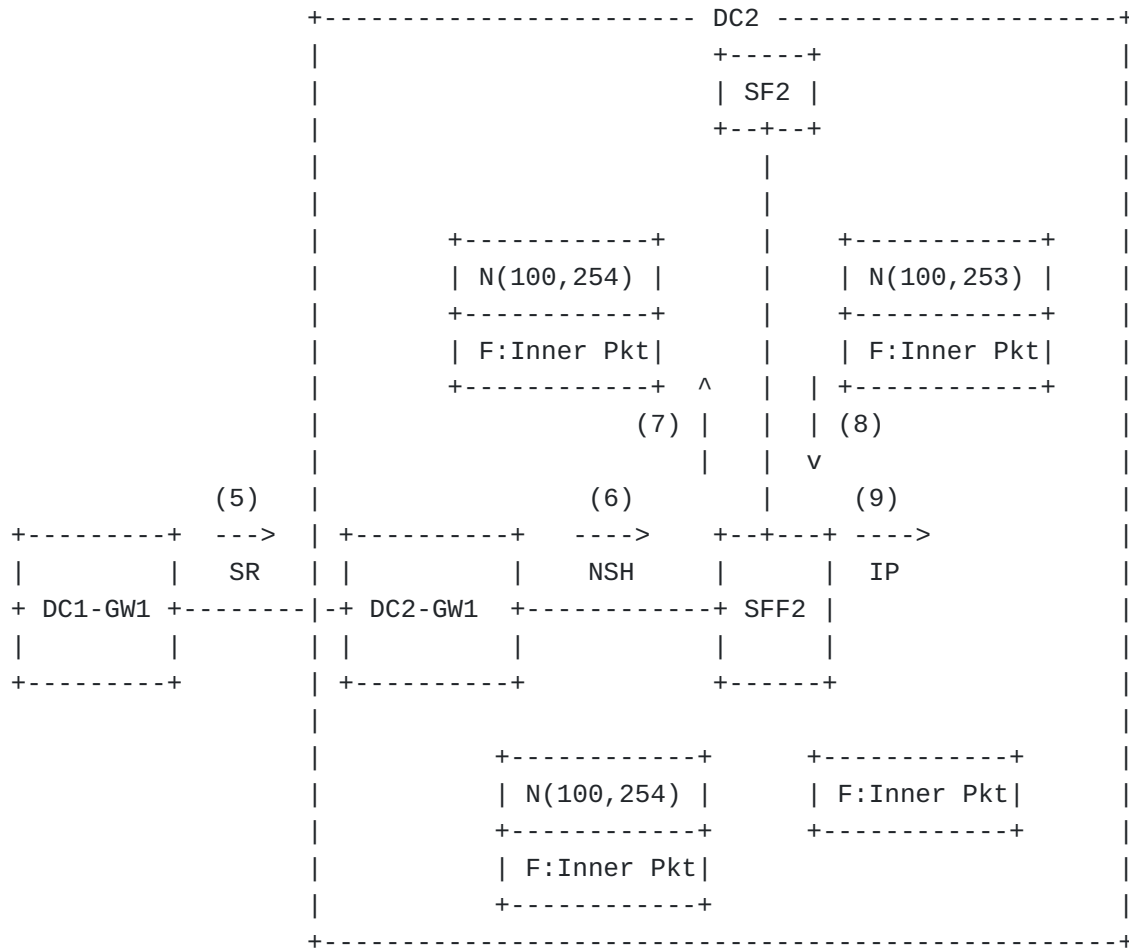 +----------------------- DC2 ----------------------+
|                         +-----+                   |
|                         | SF2 |                   |
|                         +--+--+                   |
|                            |                      |
|                            |                      |
|        +------------+      |    +------------+    |
|        | N(100,254) |      |    | N(100,253) |    |
|        +------------+      |    +------------+    |
|        | F:Inner Pkt|      |    | F:Inner Pkt|    |
|        +------------+  ^   |  | +------------+    |
|                    (7) |   |  | (8)               |
|                        |   |  v                   |
(5)    |                 (6)        |     (9)                |
+---------+  --->  | +----------+   ---->    +--+---+ ---->            |
|         |   SR   | |          |      NSH     |      |  IP              |
+ DC1-GW1 +--------|-+ DC2-GW1  +------------+ SFF2 |                  |
|         |        | |          |            |      |                  |
+---------+        | +----------+            +------+                  |
|                                                   |
|           +------------+      +------------+      |
|           | N(100,254) |      | F:Inner Pkt|      |
|           +------------+      +------------+      |
|           | F:Inner Pkt|                          |
|           +------------+                          |
+---------------------------------------------------+